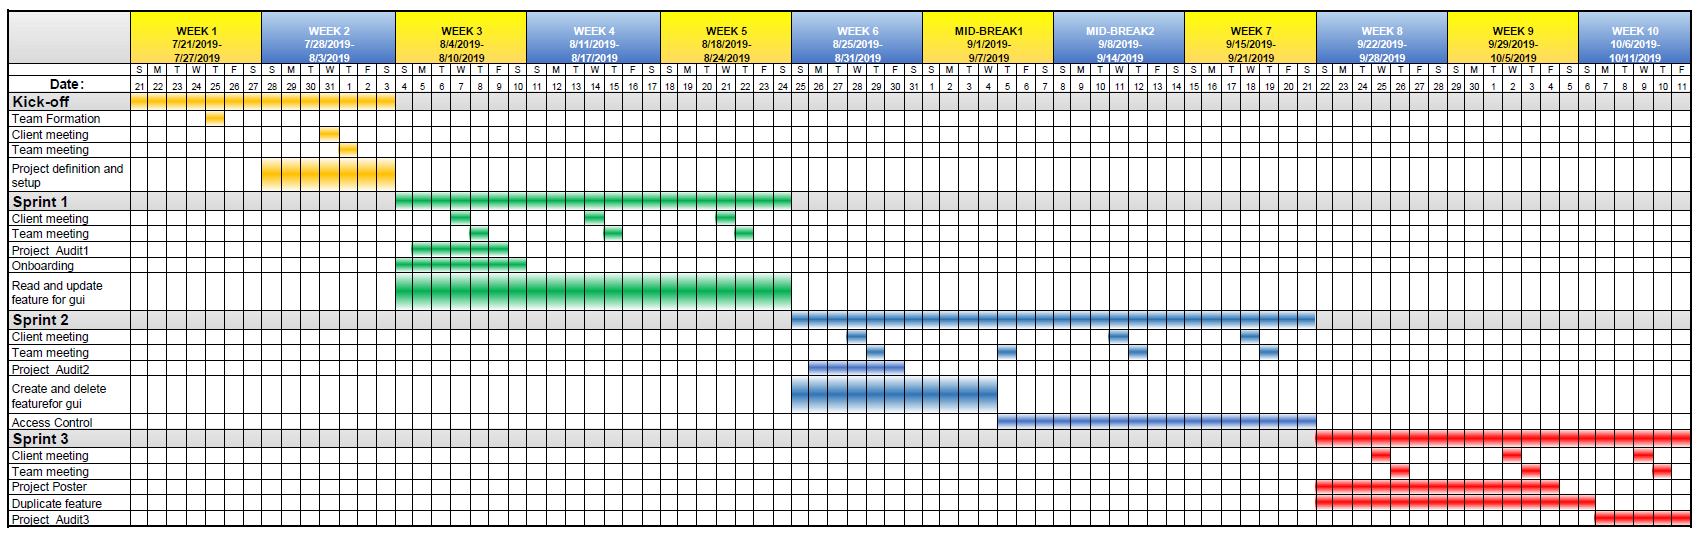 WEEK 1
7/21/2019-
7/27/2019
WEEK 2
7/28/2019-
8/3/2019
WEEK 3
8/4/2019-
8/10/2019
WEEK 4
8/11/2019-
8/17/2019
WEEK 5
8/18/2019-
8/24/2019
WEEK 6
8/25/2019-
8/31/2019
MID-BREAK1
9/1/2019-
9/7/2019
MID-BREAK2
9/8/2019-
9/14/2019
WEEK 7
9/15/2019-
9/21/2019
WEEK 8
9/22/2019-
9/28/2019
WEEK 9
9/29/2019-
10/5/2019
WEEK 10
10/6/2019-
10/11/2019
S M T W T F S S M T W T F S S M T W T F S S M T W T F S S M T W T F S S M T W T F S S M T W T F S S M T W T F S S M T W T F S S M T W T F S S M T W T F S S M T W T F
Date: 21 22 23 24 25 26 27 28 29 30 31 1 2 3 4 5 6 7 8 9 10 11 12 13 14 15 16 17 18 19 20 21 22 23 24 25 26 27 28 29 30 31 1 2 3 4 5 6 7 8 9 10 11 12 13 14 15 16 17 18 19 20 21 22 23 24 25 26 27 28 29 30 1 2 3 4 5 6 7 8 9 10 11
Kick-off
Team Formation
Client meeting
Team meeting
Project definition and
setup
Sprint 1
Client meeting
Team meeting
Project Audit1
Onboarding
Read and update
feature for gui
Sprint 2
Client meeting
Team meeting
Project Audit2
Create and delete
featurefor gui
Access Control
Sprint 3
Client meeting
Team meeting
Project Poster
Duplicate feature
Project Audit3